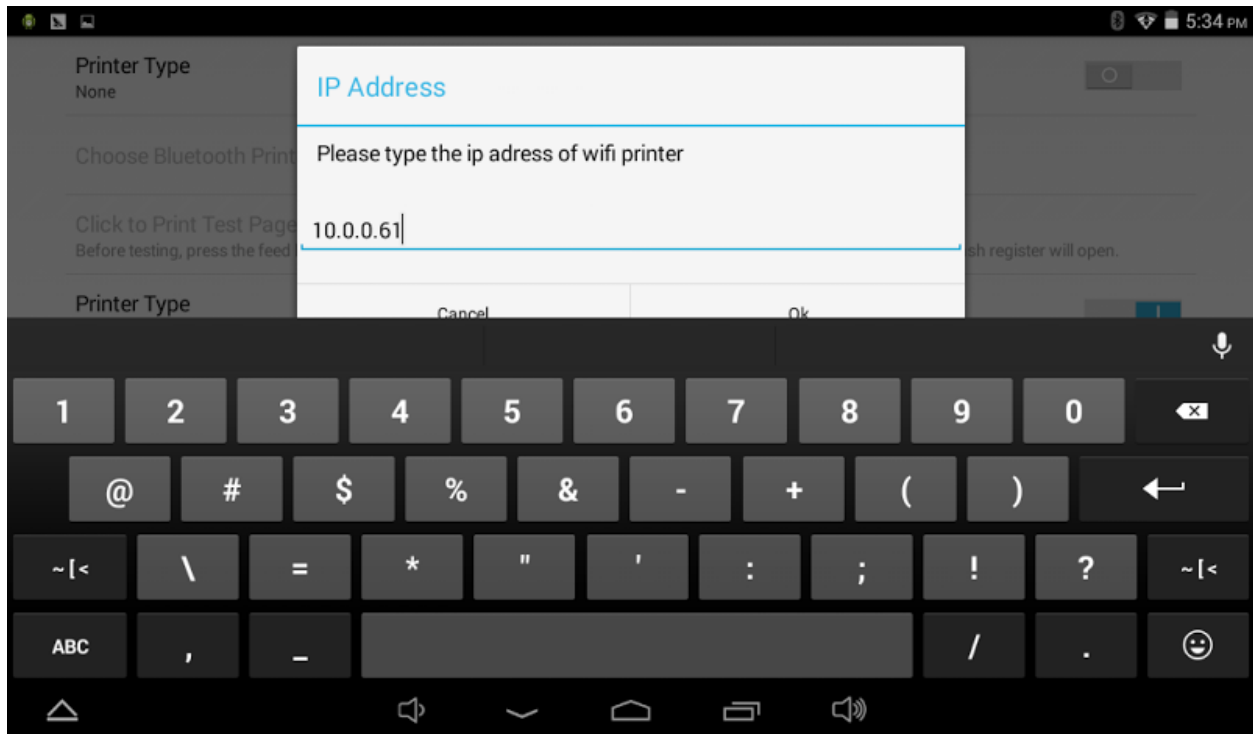 5:34 PM
Printer Type
None
IP Address
Choose Bluetooth Print
Please type the ip adress of wifi printer
Click to Print Test Page
Before testing, press the feed
sh register will open.
10.0.0.61
Printer Type
Cancel
Ok
1 2 3 4 5 6 7 8 9 0
@ # $ % & - + ( )
~[< \ = * " ' : ; ! ? ~[<
ABC , _ / .